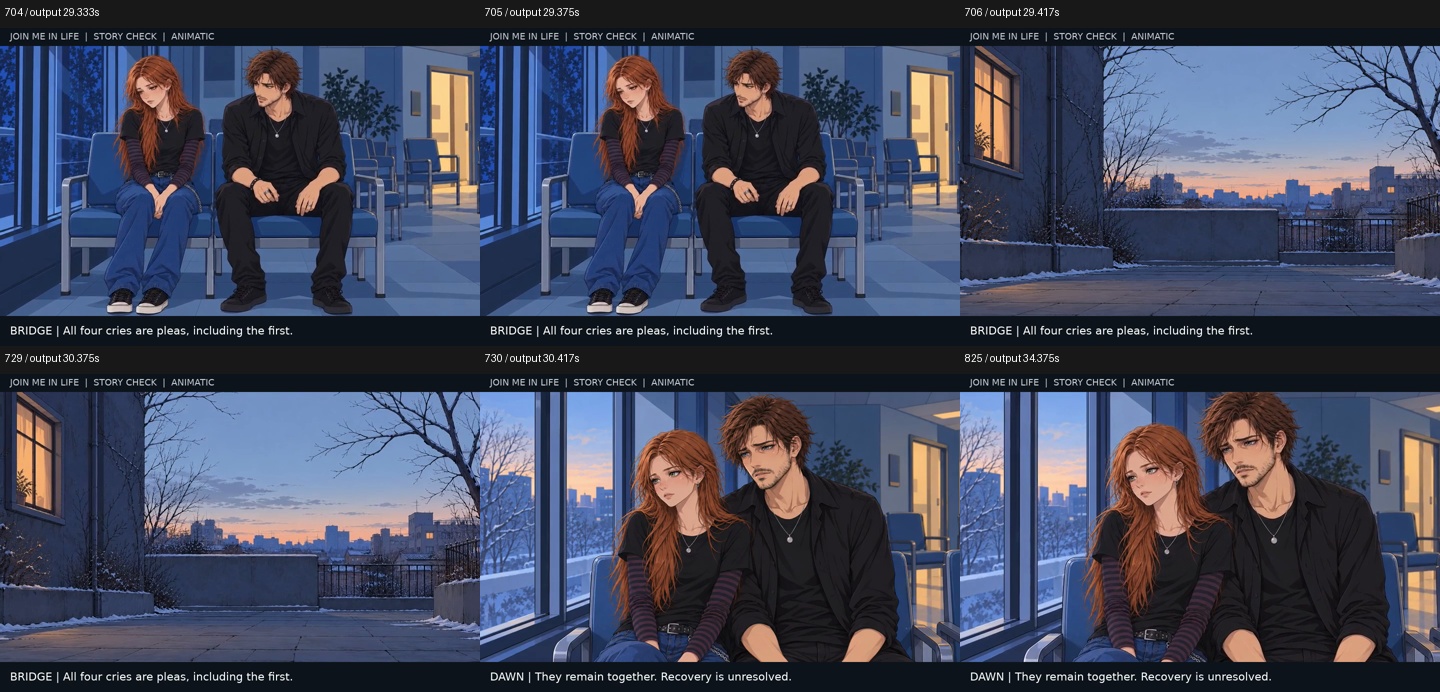 704 / output 29.333s
705 / output 29.375s
706 / output 29.417s
JOIN ME IN LIFE | STORY CHECK | ANIMATIC
JOIN ME IN LIFE | STORY CHECK | ANIMATIC
JOIN ME IN LIFE | STORY CHECK | ANIMATIC
BRIDGE | All four cries are pleas, including the first.
BRIDGE | All four cries are pleas, including the first.
BRIDGE | All four cries are pleas, including the first.
729 / output 30.375s
730 / output 30.417s
825 / output 34.375s
JOIN ME IN LIFE | STORY CHECK | ANIMATIC
JOIN ME IN LIFE | STORY CHECK | ANIMATIC
JOIN ME IN LIFE | STORY CHECK | ANIMATIC
BRIDGE | All four cries are pleas, including the first.
DAWN | They remain together. Recovery is unresolved.
DAWN | They remain together. Recovery is unresolved.